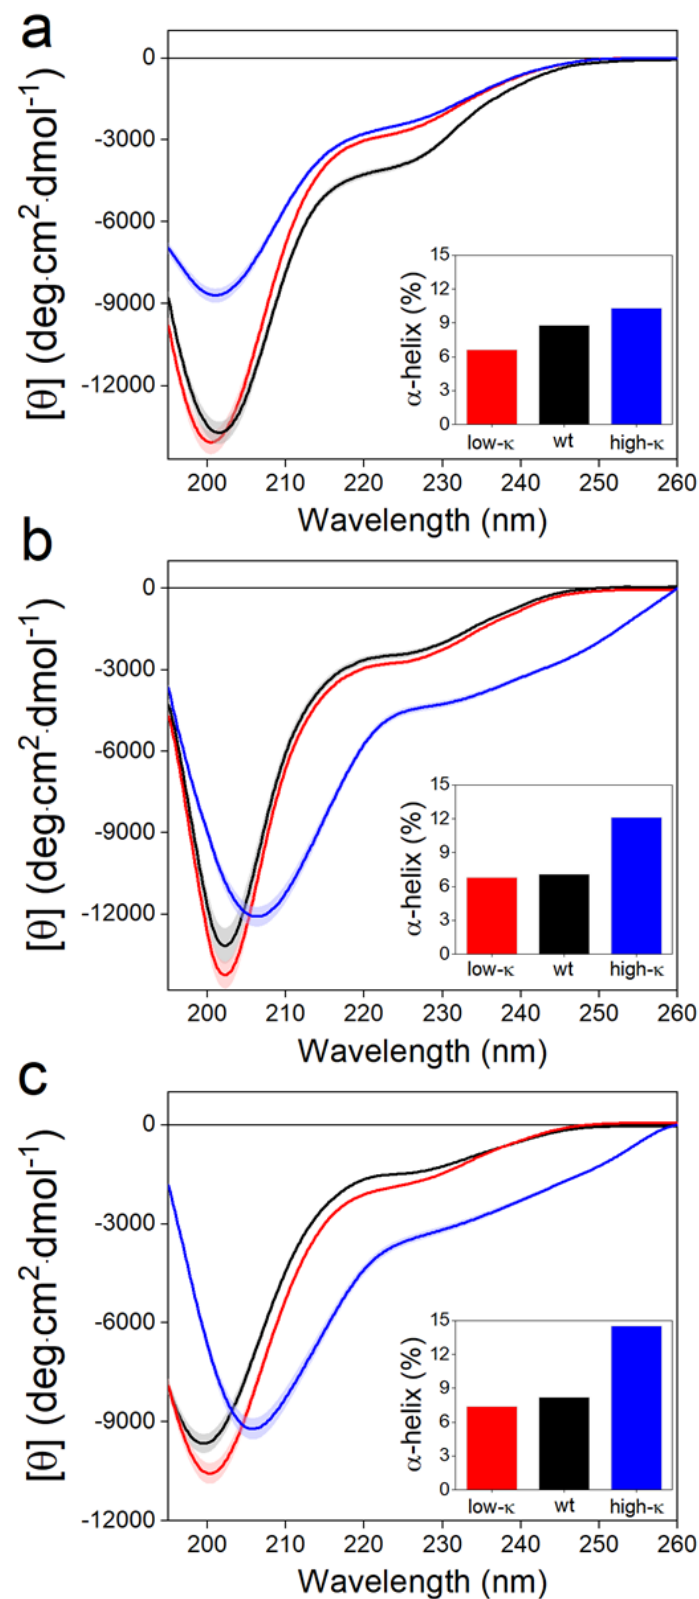 a
0
-3000
-6000
-9000
-12000
[θ] (deg·cm²·dmol⁻¹)
200 210 220 230 240 250 260
Wavelength (nm)
15
12
9
6
3
0
α-helix (%)
low-κ wt high-κ
b
0
-3000
-6000
-9000
-12000
[θ] (deg·cm²·dmol⁻¹)
200 210 220 230 240 250 260
Wavelength (nm)
15
12
9
6
3
0
α-helix (%)
low-κ wt high-κ
c
0
-3000
-6000
-9000
-12000
[θ] (deg·cm²·dmol⁻¹)
200 210 220 230 240 250 260
Wavelength (nm)
15
12
9
6
3
0
α-helix (%)
low-κ wt high-κ